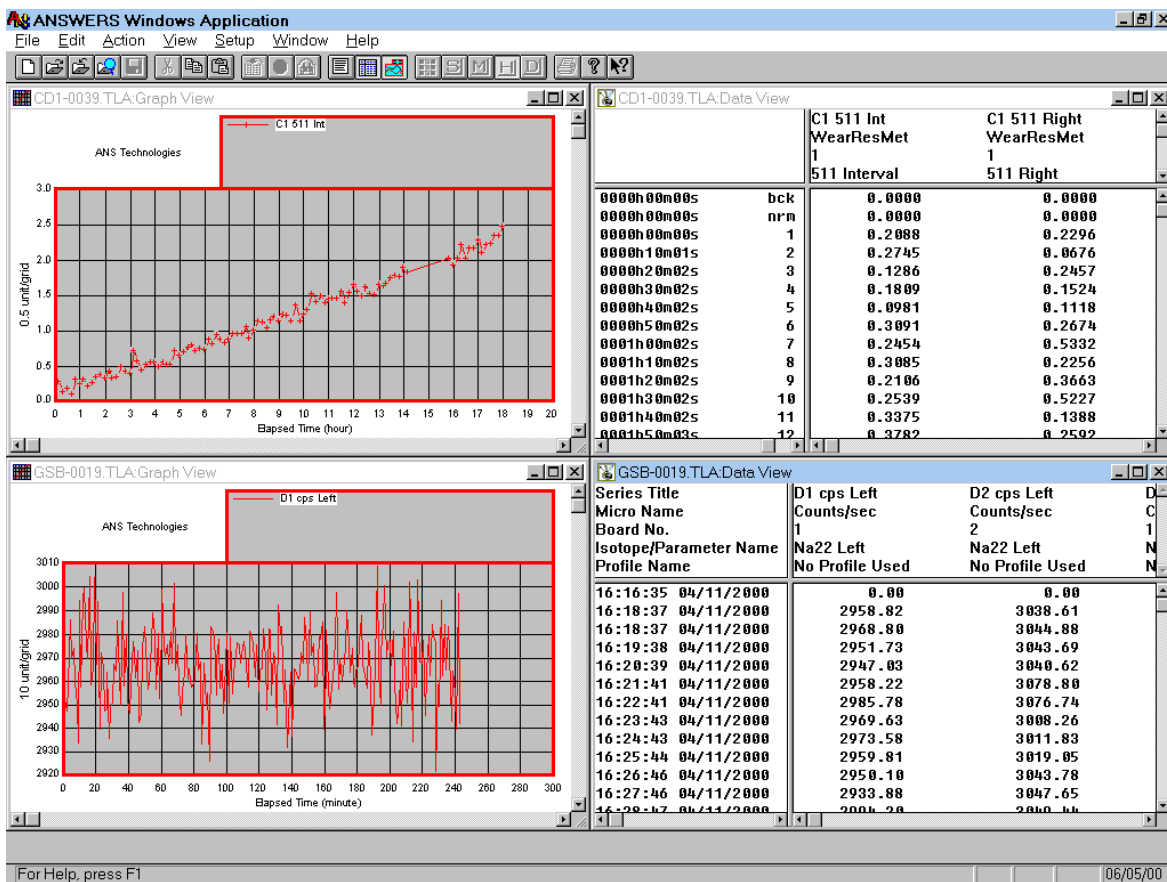 ANSWERS Windows Application
File Edit Action View Setup Window Help
S M H D
CD1-0039.TLA:Graph View
C1 511 Int
ANS Technologies
3.0
2.5
2.0
1.5
1.0
0.5
0.0
0.5 unit/grid
0 1 2 3 4 5 6 7 8 9 10 11 12 13 14 15 16 17 18 19 20
Elapsed Time (hour)
CD1-0039.TLA:Data View
C1 511 Int C1 511 Right
WearResMet WearResMet
1 1
511 Interval 511 Right
0000h00m00s bck 0.0000 0.0000
0000h00m00s nrm 0.0000 0.0000
0000h00m00s 1 0.2088 0.2296
0000h10m01s 2 0.2745 0.0676
0000h20m02s 3 0.1286 0.2457
0000h30m02s 4 0.1809 0.1524
0000h40m02s 5 0.0981 0.1118
0000h50m02s 6 0.3091 0.2674
0001h00m02s 7 0.2454 0.5332
0001h10m02s 8 0.3085 0.2256
0001h20m02s 9 0.2106 0.3663
0001h30m02s 10 0.2539 0.5227
0001h40m02s 11 0.3375 0.1388
0001h50m03s 12 0.3782 0.2592
GSB-0019.TLA:Graph View
D1 cps Left
ANS Technologies
3010
3000
2990
2980
2970
2960
2950
2940
2930
2920
10 unit/grid
0 20 40 60 80 100 120 140 160 180 200 220 240 260 280 300
Elapsed Time (minute)
GSB-0019.TLA:Data View
Series Title D1 cps Left D2 cps Left D
Micro Name Counts/sec Counts/sec C
Board No. 1 2 1
Isotope/Parameter Name Na22 Left Na22 Left N
Profile Name No Profile Used No Profile Used N
16:16:35 04/11/2000 0.00 0.00
16:18:37 04/11/2000 2958.82 3038.61
16:18:37 04/11/2000 2968.80 3044.88
16:19:38 04/11/2000 2951.73 3043.69
16:20:39 04/11/2000 2947.03 3040.62
16:21:41 04/11/2000 2958.22 3078.80
16:22:41 04/11/2000 2985.78 3076.74
16:23:43 04/11/2000 2969.63 3008.26
16:24:43 04/11/2000 2973.58 3011.83
16:25:44 04/11/2000 2959.81 3019.05
16:26:46 04/11/2000 2950.10 3043.78
16:27:46 04/11/2000 2933.88 3047.65
16:28:47 04/11/2000
For Help, press F1
06/05/00